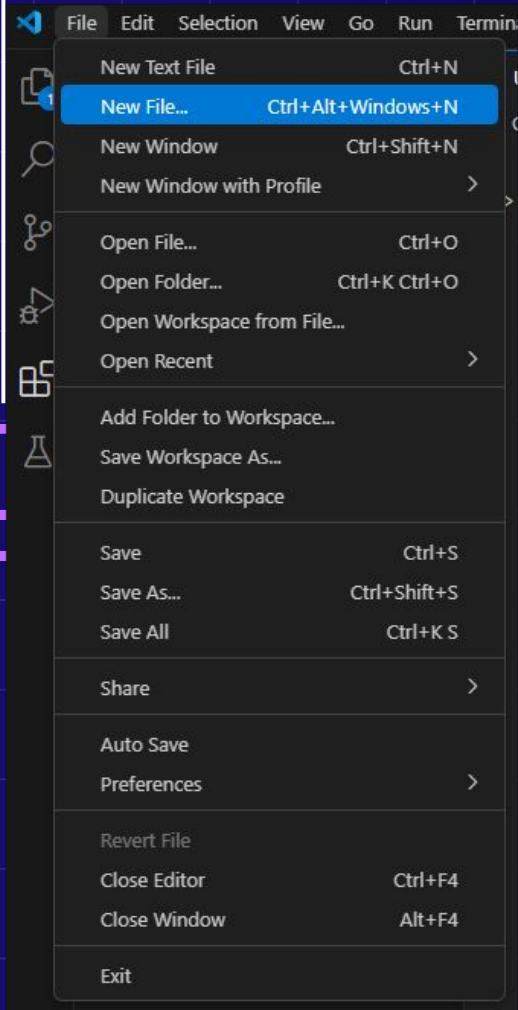 File Edit Selection View Go Run Termina
New Text File Ctrl+N
New File... Ctrl+Alt+Windows+N
New Window Ctrl+Shift+N
New Window with Profile
Open File... Ctrl+O
Open Folder... Ctrl+K Ctrl+O
Open Workspace from File...
Open Recent
Add Folder to Workspace...
Save Workspace As...
Duplicate Workspace
Save Ctrl+S
Save As... Ctrl+Shift+S
Save All Ctrl+K S
Share
Auto Save
Preferences
Revert File
Close Editor Ctrl+F4
Close Window Alt+F4
Exit
1